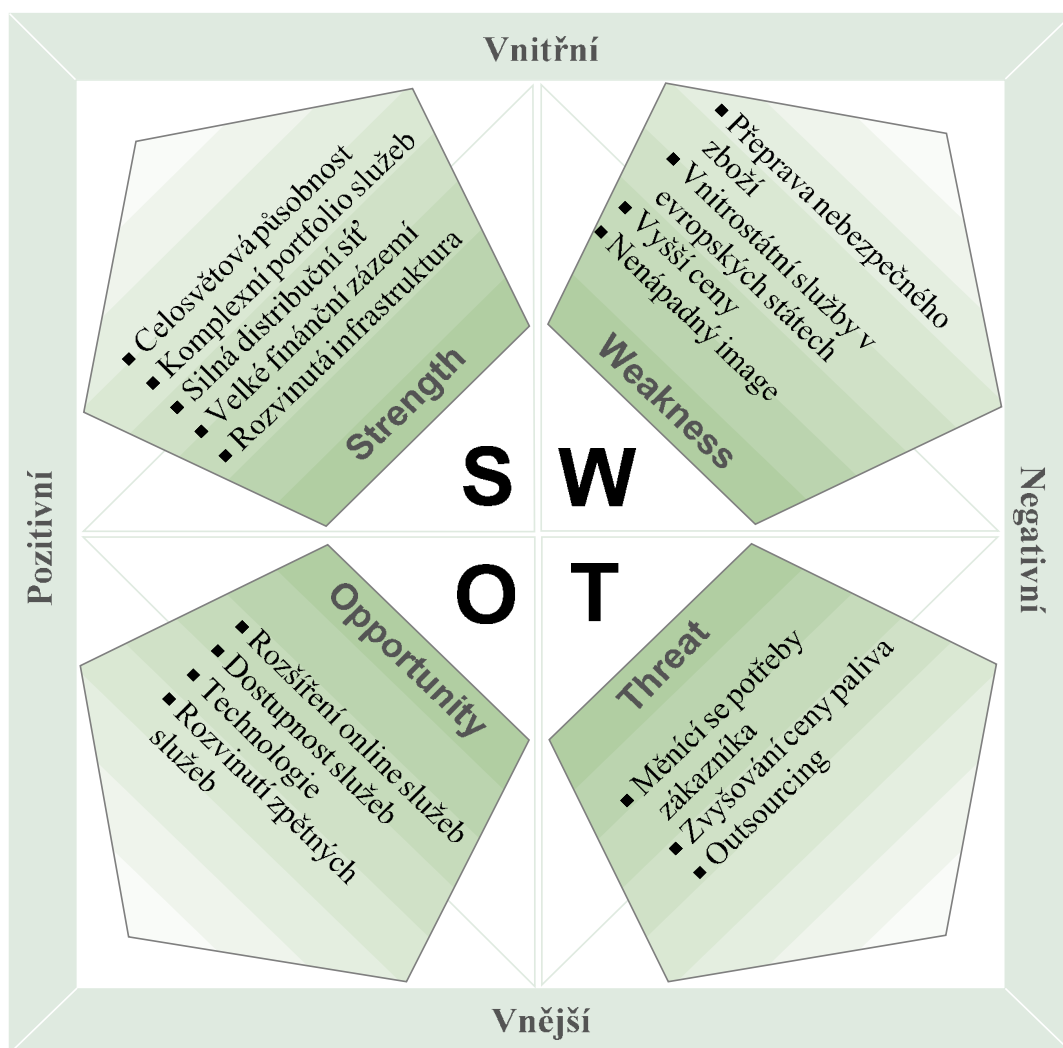 Vnitřní
Celosvětová působnost
Komplexní portfolio služeb
Silná distribuční síť
Velké finanční zázemí
Rozvinutá infrastruktura
Strength
Přeprava nebezpečného
zboží
Vnitrostátní služby v
evropských státech
Vyšší ceny
Nenápadný image
Weakness
S W
Pozitivní
Negativní
O T
Opportunity
Rozšíření online služeb
Dostupnost služeb
Technologie
Rozvinutí zpětných
služeb
Threat
Měnící se potřeby
zákazníka
Zvyšování ceny paliva
Outsourcing
Vnější